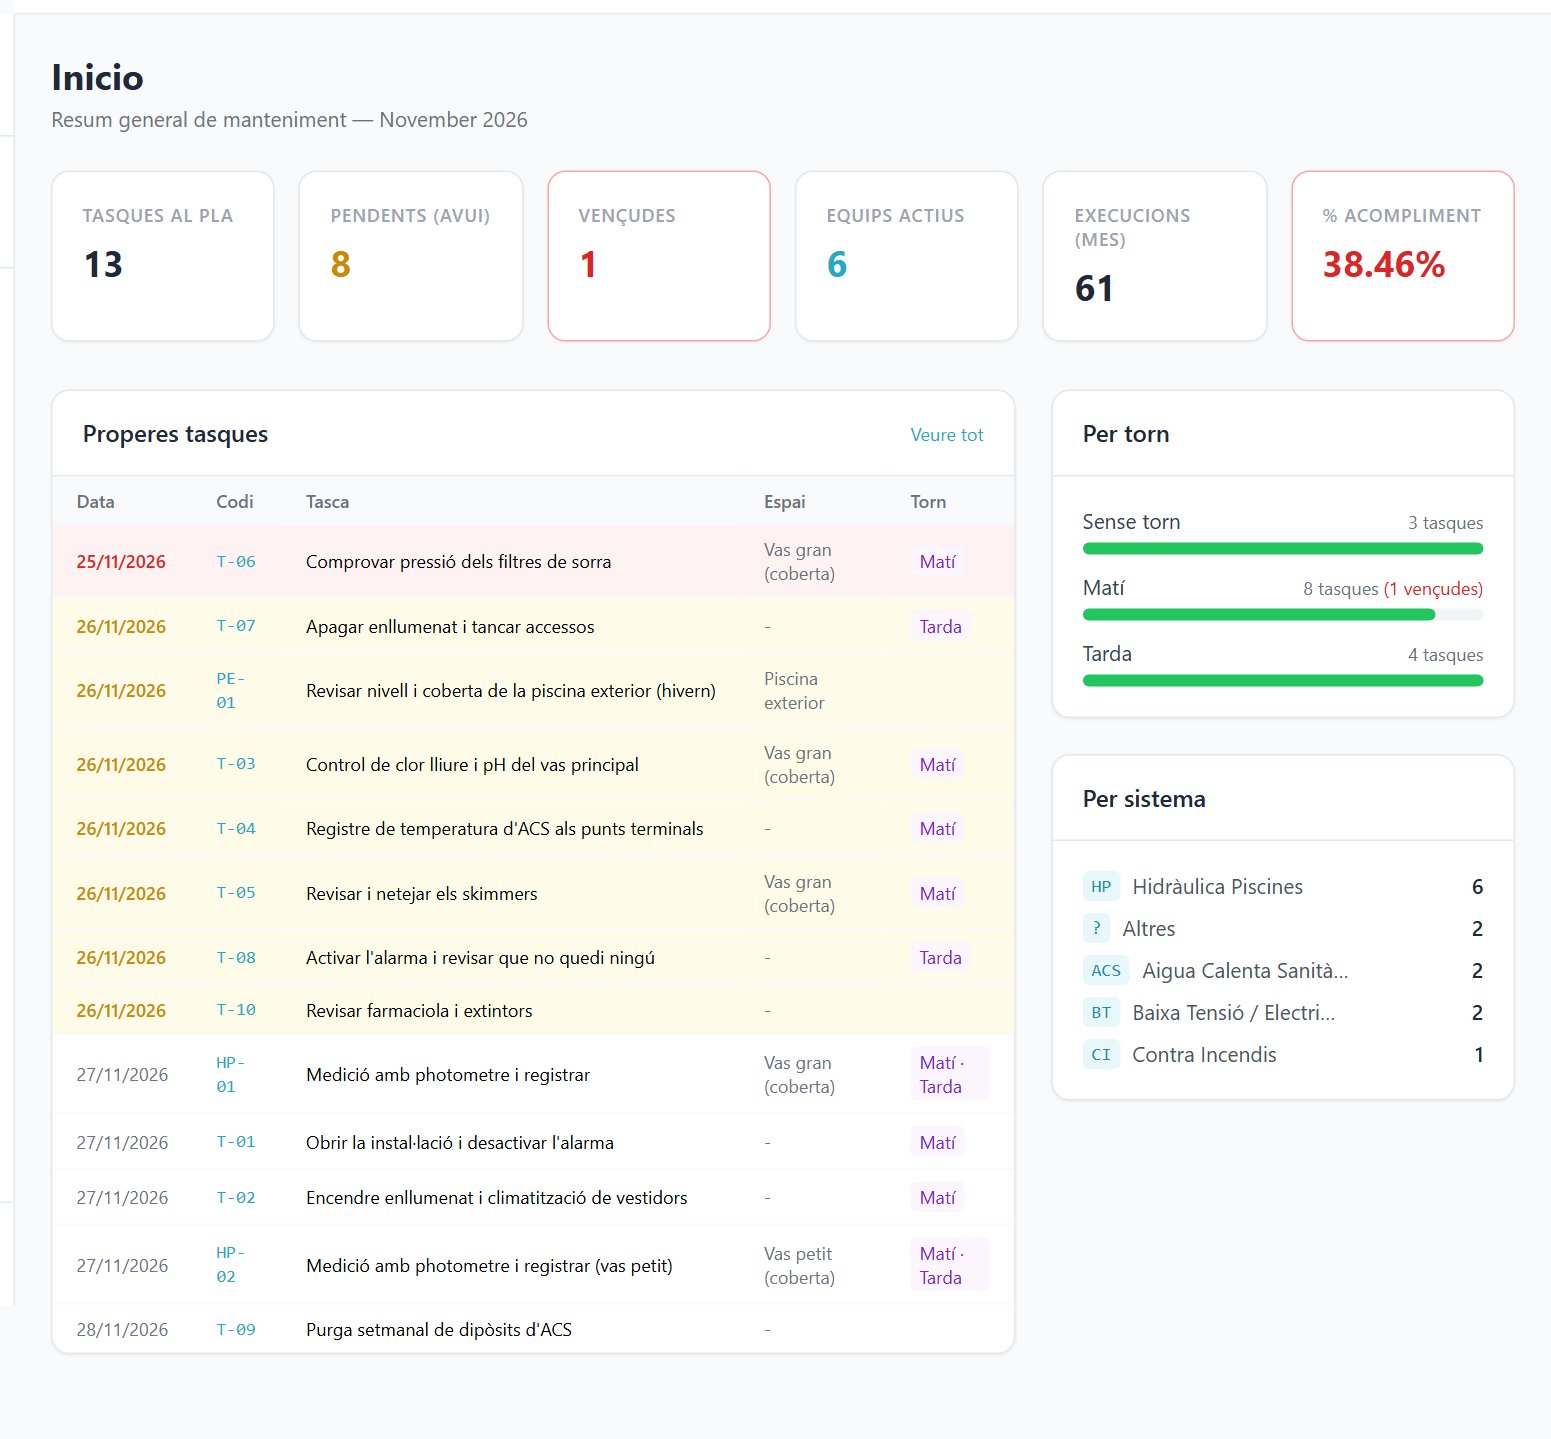 Inicio
Resum general de manteniment — November 2026
TASQUES AL PLA
13
PENDENTS (AVUI)
8
VENÇUDES
1
EQUIPS ACTIUS
6
EXECUCIONS
(MES)
61
% ACOMPLIMENT
38.46%
Properes tasques
Veure tot
Data Codi Tasca Espai Torn
25/11/2026 T-06 Comprovar pressió dels filtres de sorra Vas gran (coberta) Matí
26/11/2026 T-07 Apagar enllumenat i tancar accessos - Tarda
26/11/2026 PE-01 Revisar nivell i coberta de la piscina exterior (hivern) Piscina exterior
26/11/2026 T-03 Control de clor lliure i pH del vas principal Vas gran (coberta) Matí
26/11/2026 T-04 Registre de temperatura d'ACS als punts terminals - Matí
26/11/2026 T-05 Revisar i netejar els skimmers Vas gran (coberta) Matí
26/11/2026 T-08 Activar l'alarma i revisar que no quedi ningú - Tarda
26/11/2026 T-10 Revisar farmaciola i extintors -
27/11/2026 HP-01 Medició amb photometre i registrar Vas gran (coberta) Matí · Tarda
27/11/2026 T-01 Obrir la instal·lació i desactivar l'alarma - Matí
27/11/2026 T-02 Encendre enllumenat i climatització de vestidors - Matí
27/11/2026 HP-02 Medició amb photometre i registrar (vas petit) Vas petit (coberta) Matí · Tarda
28/11/2026 T-09 Purga setmanal de dipòsits d'ACS -
Per torn
Sense torn 3 tasques
Matí 8 tasques (1 vençudes)
Tarda 4 tasques
Per sistema
HP Hidràulica Piscines 6
? Altres 2
ACS Aigua Calenta Sanità... 2
BT Baixa Tensió / Electri... 2
CI Contra Incendis 1